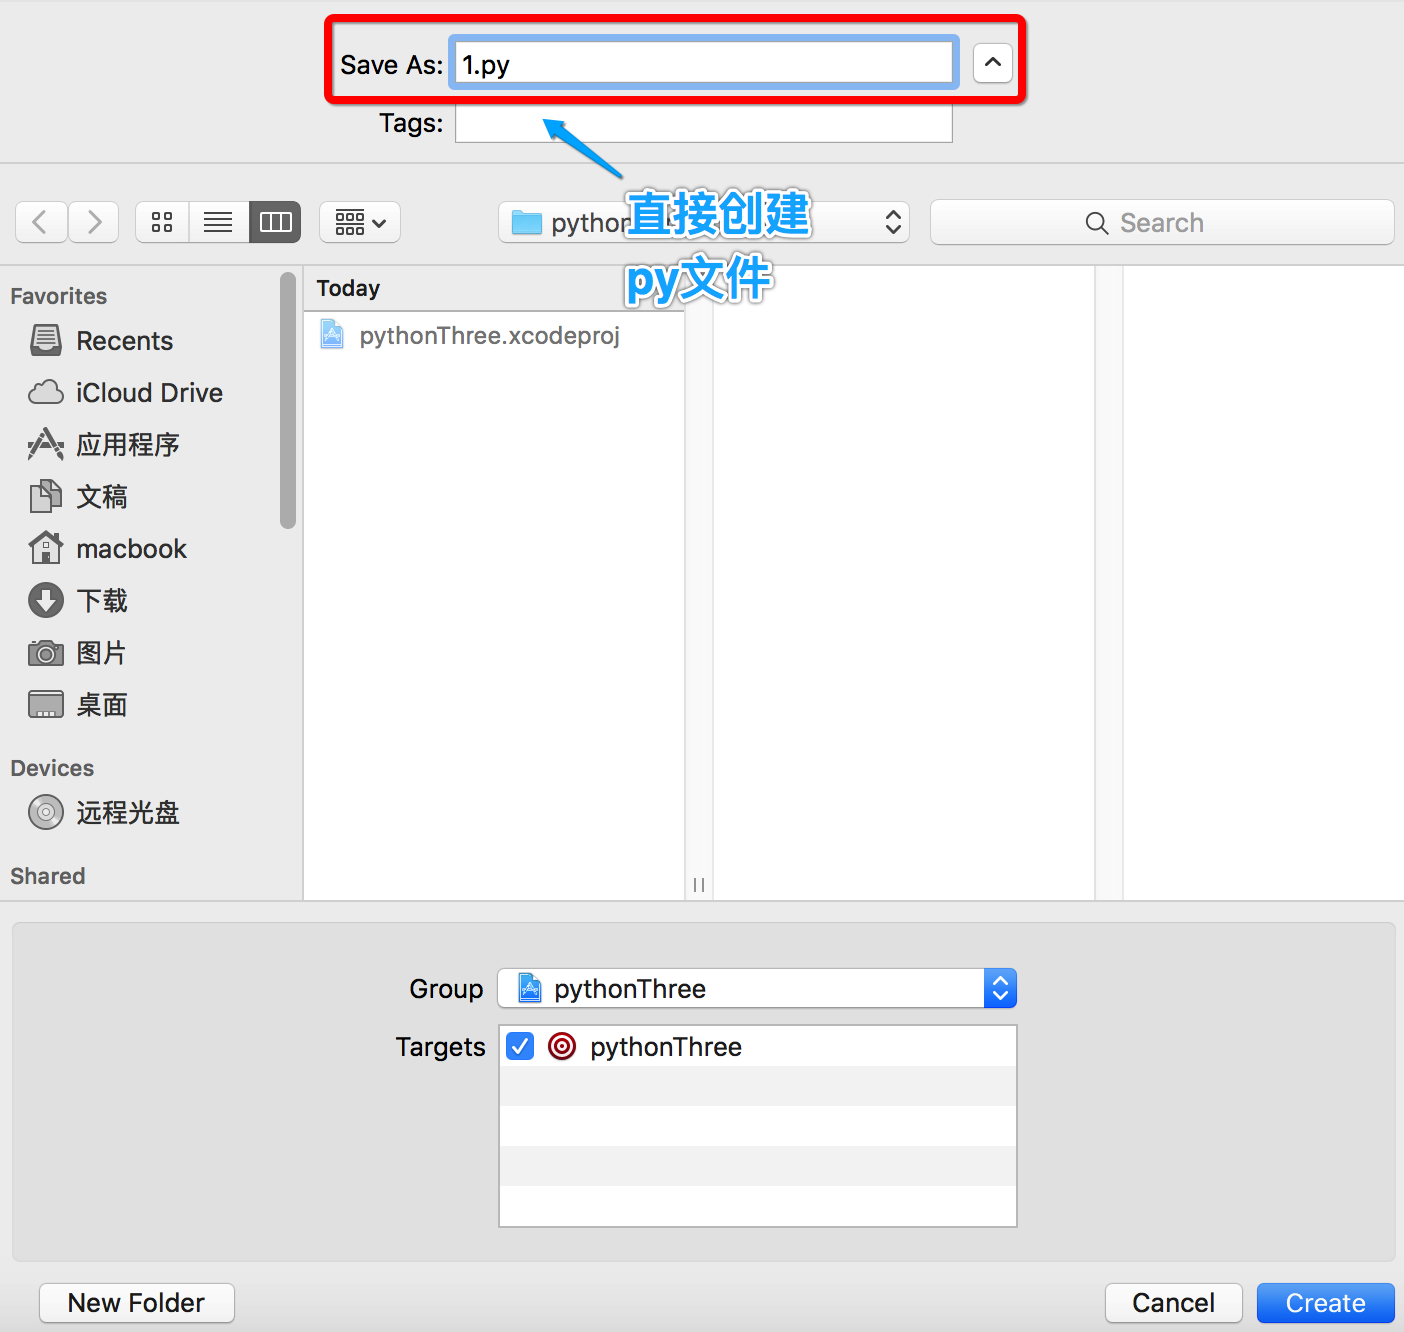 Save As: 1.py
Tags:
直接创建
py文件
Search
Favorites
Recents
iCloud Drive
应用程序
文稿
macbook
下载
图片
桌面
Devices
远程光盘
Shared
Today
pythonThree.xcodeproj
Group pythonThree
Targets pythonThree
New Folder
Cancel
Create